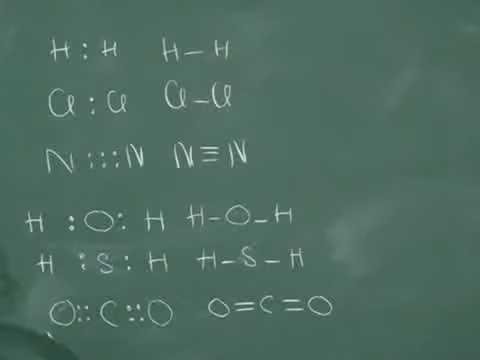 H : H H – H
Cl : Cl Cl – Cl
N ::: N N ≡ N
H : O : H H – O – H
H : S : H H – S – H
O :: C :: O O = C = O